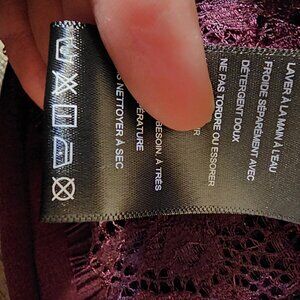 LAVER À LA MAIN À L'EAU
FROIDE SÉPARÉMENT AVEC
DÉTERGENT DOUX
NE PAS TORDRE OU ESSORER
BESOIN, À TRÈS
NETTOYER À SEC